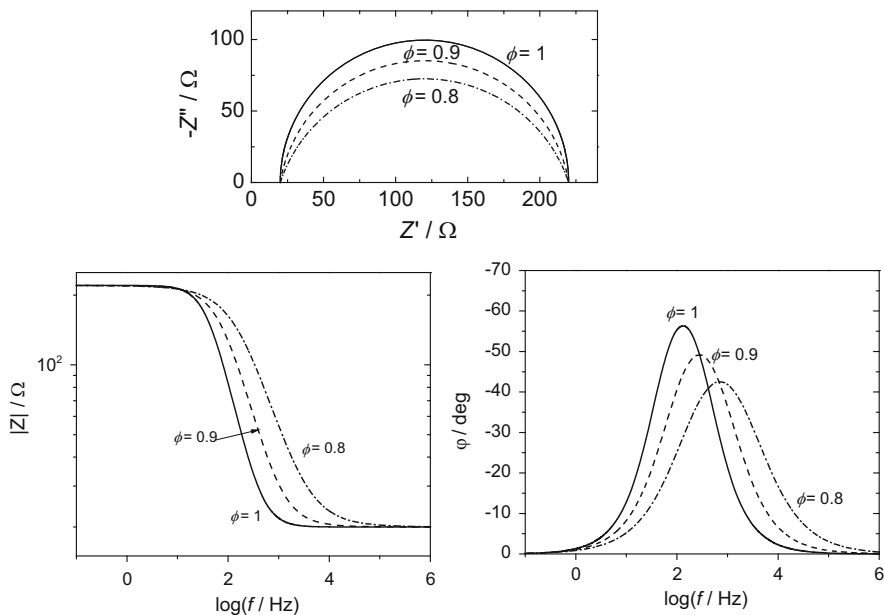 100
50
0
-Z" / Ω
ϕ= 0.9
ϕ= 1
ϕ= 0.8
0 50 100 150 200
Z' / Ω
10²
|Z| / Ω
ϕ= 0.9
ϕ= 0.8
ϕ= 1
0 2 4 6
log(f / Hz)
-70
-60
-50
-40
-30
-20
-10
0
φ / deg
ϕ= 1
ϕ= 0.9
ϕ= 0.8
0 2 4 6
log(f / Hz)